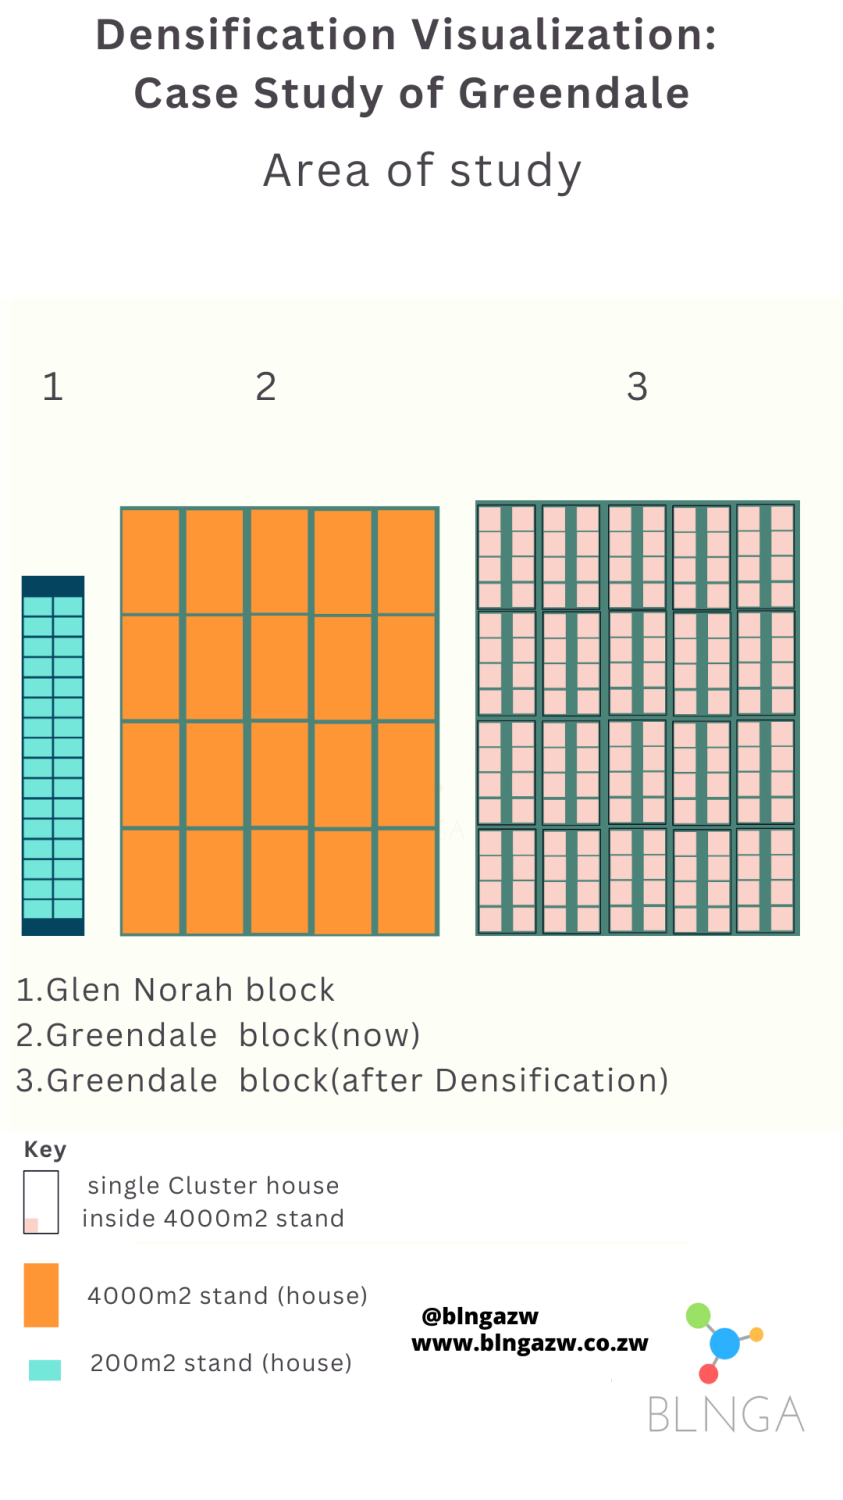 Densification Visualization:
Case Study of Greendale
Area of study
1
2
3
1.Glen Norah block
2.Greendale block(now)
3.Greendale block(after Densification)
Key
single Cluster house
inside 4000m2 stand
4000m2 stand (house)
200m2 stand (house)
@blngazw
www.blngazw.co.zw
BLNGA